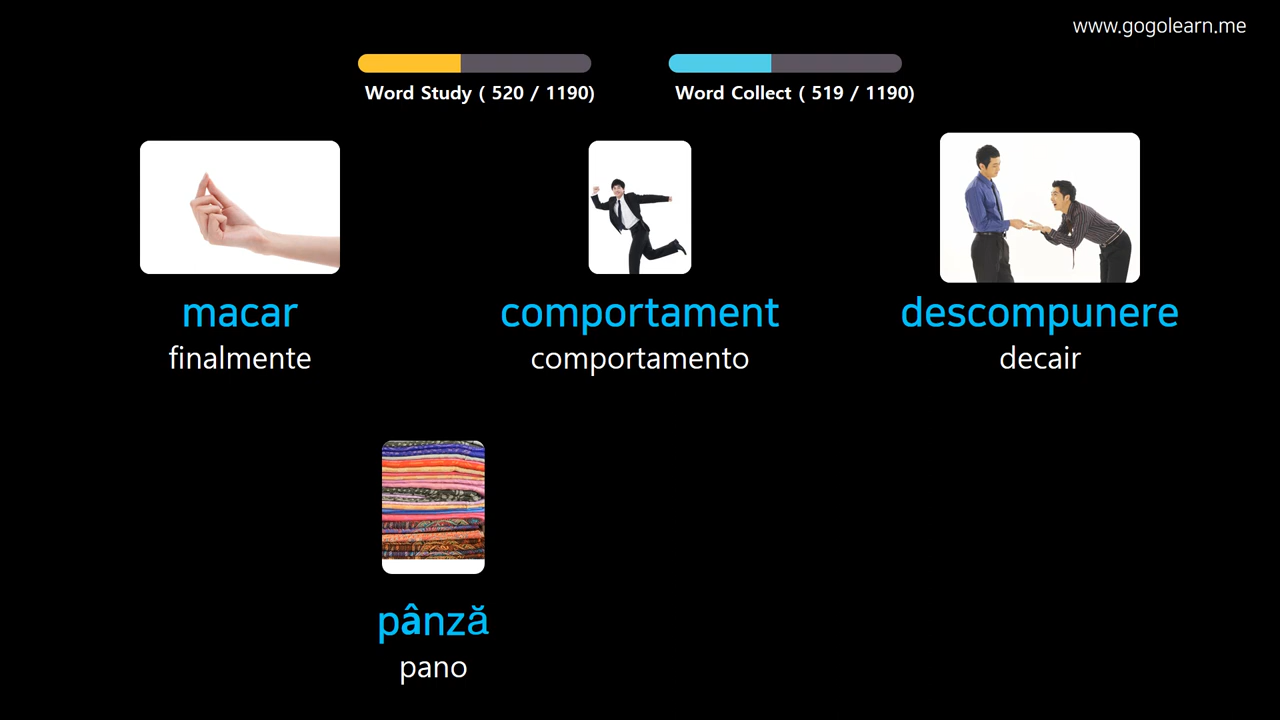 www.gogolearn.me
Word Study ( 520 / 1190)
Word Collect ( 519 / 1190)
macar
finalmente
comportament
comportamento
descompunere
decair
pânză
pano